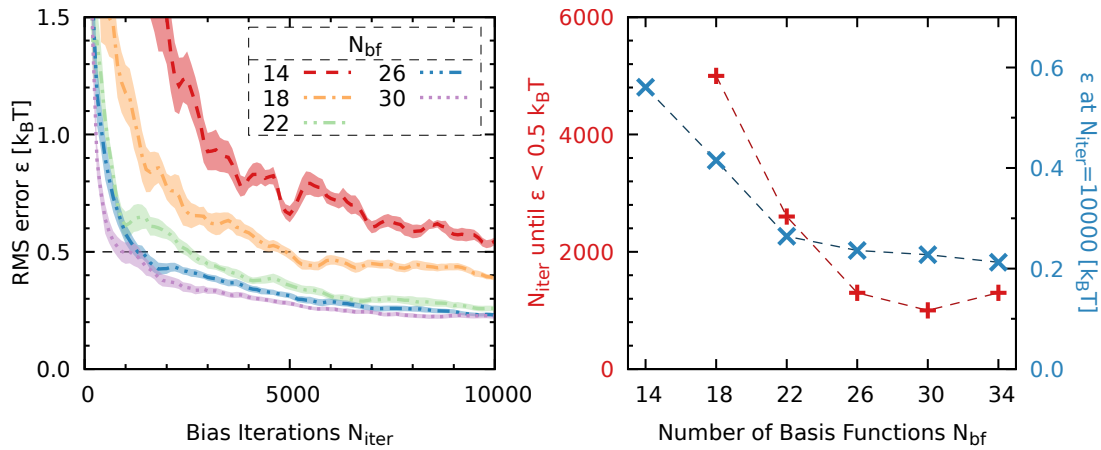 1.5
1.0
0.5
0.0
RMS error ε [k_BT]
N_bf
14
26
18
30
22
0
5000
10000
Bias Iterations N_iter
6000
4000
2000
0
N_iter until ε < 0.5 k_BT
0.6
0.4
0.2
0.0
ε at N_iter=10000 [k_BT]
14 18 22 26 30 34
Number of Basis Functions N_bf